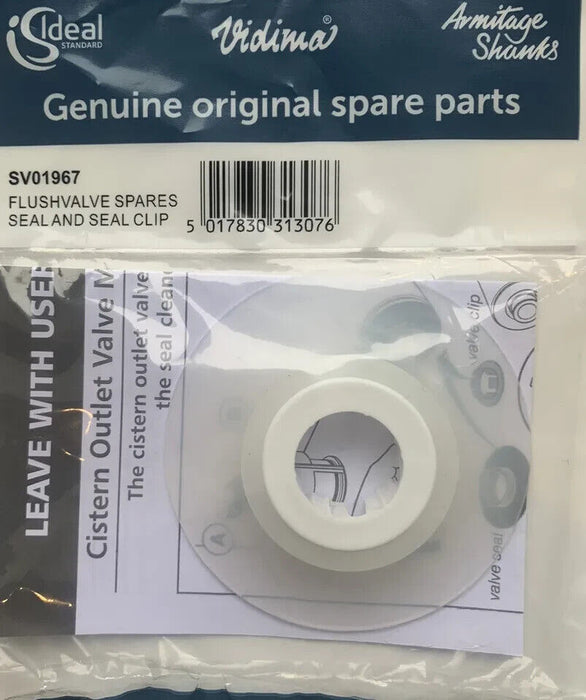 Ideal
STANDARD
Vidima®
Armitage
Shanks
Genuine original spare parts
SV01967
FLUSHVALVE SPARES
SEAL AND SEAL CLIP
5 017830 313076
LEAVE WITH USER
Cistern Outlet Valve M
The cistern outlet valve
the seal clean
valve clip
valve seal
A